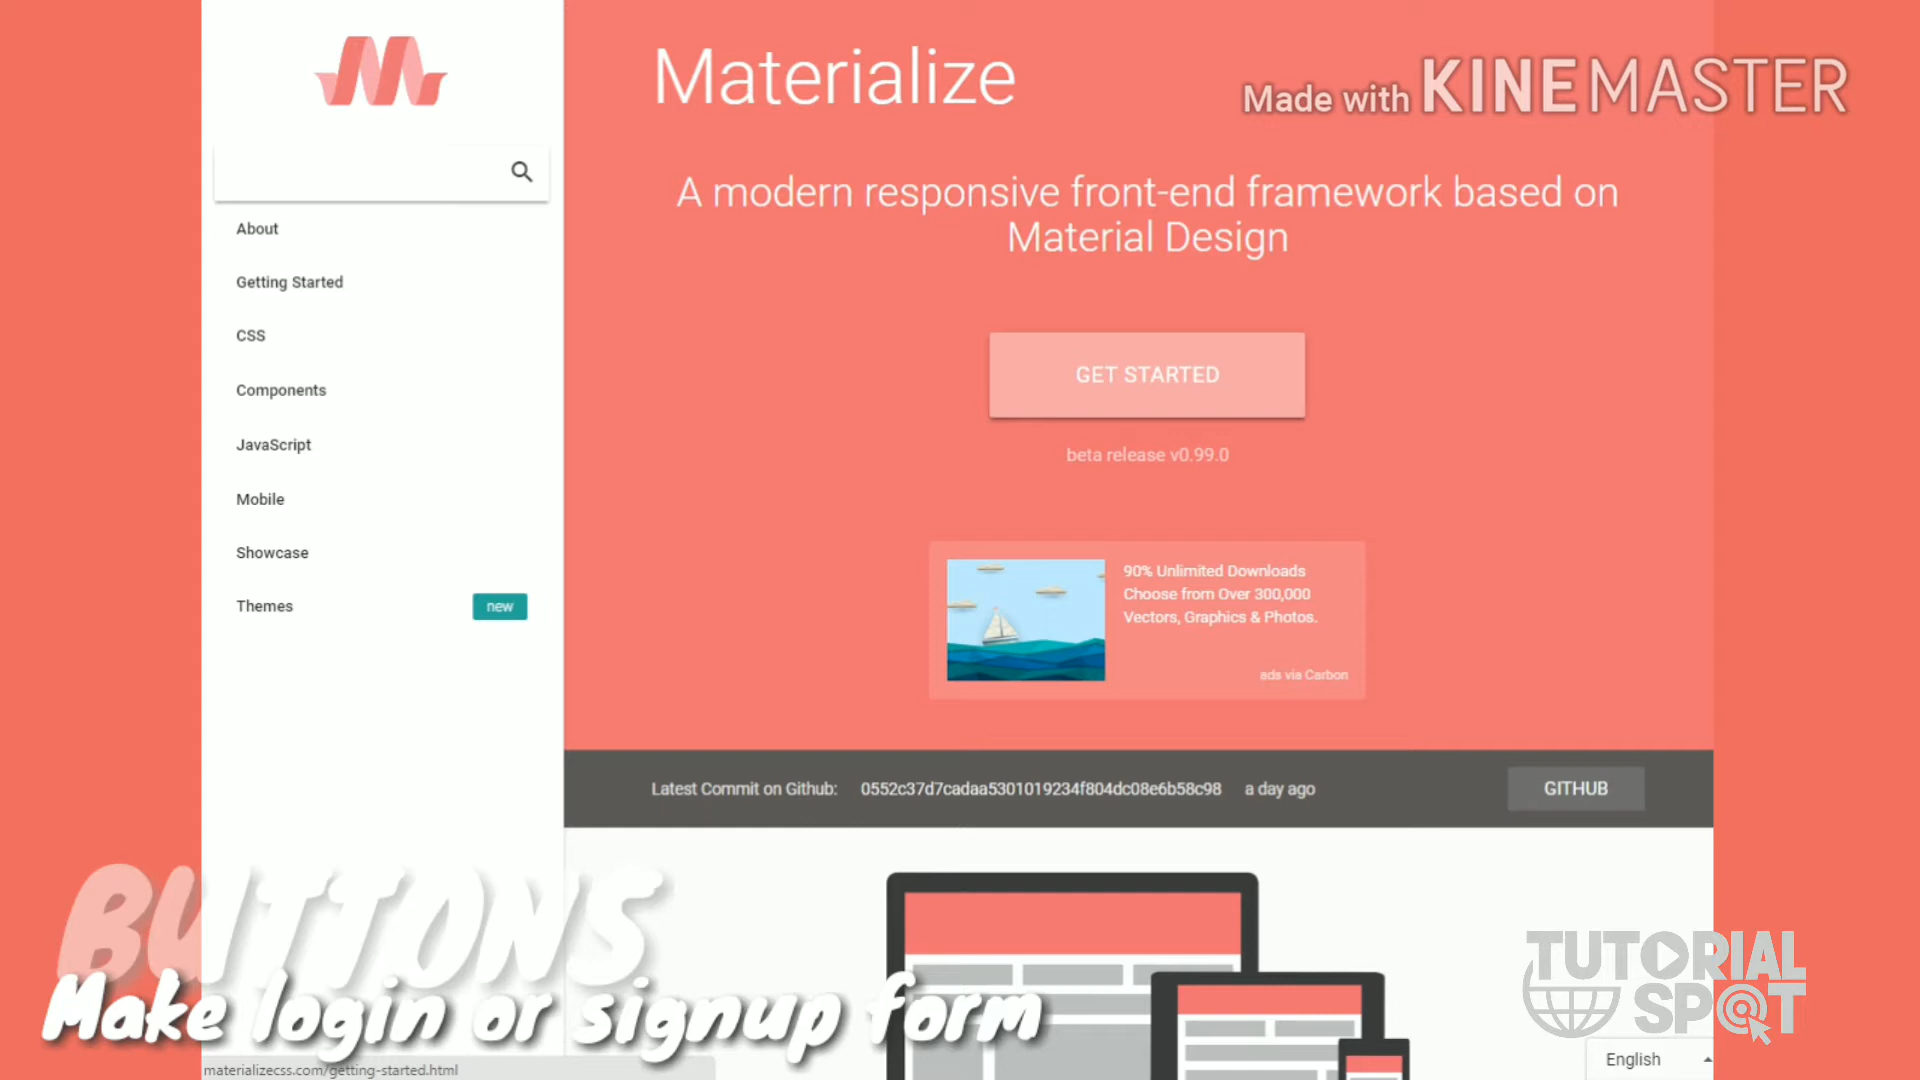 Materialize
Made with KINEMASTER
A modern responsive front-end framework based on
Material Design
About
Getting Started
CSS
Components
JavaScript
Mobile
Showcase
Themes
new
GET STARTED
beta release v0.99.0
90% Unlimited Downloads
Choose from Over 300,000
Vectors, Graphics & Photos.
ads via Carbon
Latest Commit on Github: 0552c37d7cadaa5301019234f804dc08e6b58c98 a day ago
GITHUB
BUTTONS
Make login or signup form
TUTORIAL
SPOT
English
materializecss.com/getting-started.html